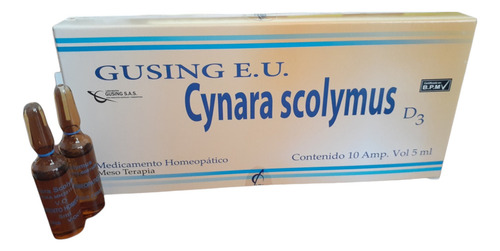 GUSING E.U.
GUSING S.A.S.
Cynara scolymus D3
B.P.M
Medicamento Homeopático
Meso Terapia
Contenido 10 Amp. Vol 5 ml